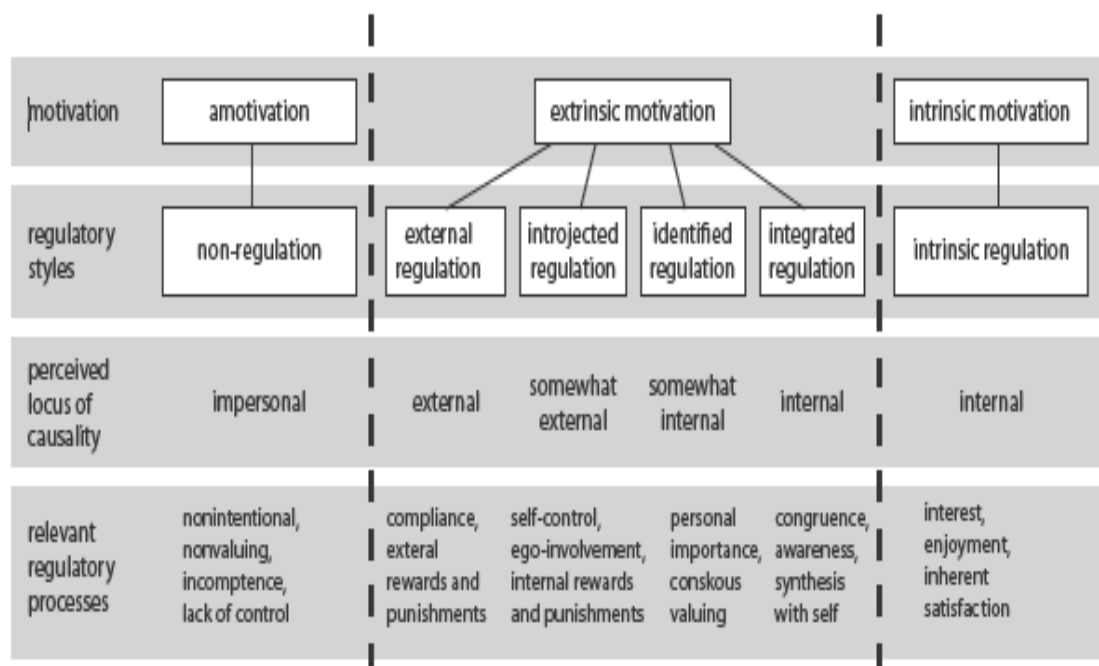 motivation
amotivation
extrinsic motivation
intrinsic motivation
regulatory
styles
non-regulation
external
regulation
introjected
regulation
identified
regulation
integrated
regulation
intrinsic regulation
perceived
locus of
causality
impersonal
external
somewhat
external
somewhat
internal
internal
internal
relevant
regulatory
processes
nonintentional,
nonvaluing,
incomptence,
lack of control
compliance,
exteral
rewards and
punishments
self-control,
ego-involvement,
internal rewards
and punishments
personal
importance,
conskous
valuing
congruence,
awareness,
synthesis
with self
interest,
enjoyment,
inherent
satisfaction